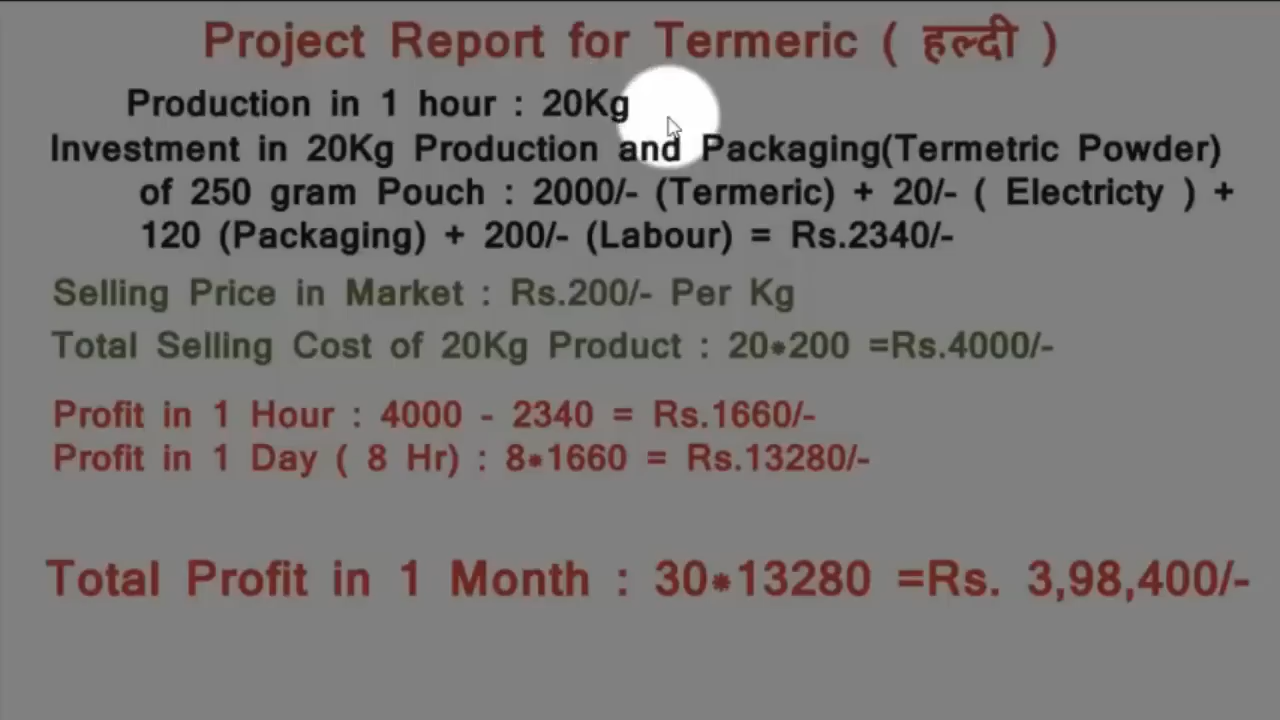 Project Report for Termeric ( हल्दी )
Production in 1 hour : 20Kg
Investment in 20Kg Production and Packaging(Termetric Powder)
of 250 gram Pouch : 2000/- (Termeric) + 20/- ( Electricty ) +
120 (Packaging) + 200/- (Labour) = Rs.2340/-
Selling Price in Market : Rs.200/- Per Kg
Total Selling Cost of 20Kg Product : 20*200 =Rs.4000/-
Profit in 1 Hour : 4000 - 2340 = Rs.1660/-
Profit in 1 Day ( 8 Hr) : 8*1660 = Rs.13280/-
Total Profit in 1 Month : 30*13280 =Rs. 3,98,400/-